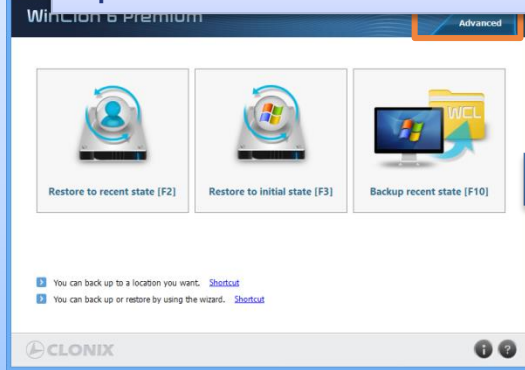 WinClon 6 Premium
Advanced
WCL
Restore to recent state [F2]
Restore to initial state [F3]
Backup recent state [F10]
You can back up to a location you want. Shortcut
You can back up or restore by using the wizard. Shortcut
CLONIX
i ?